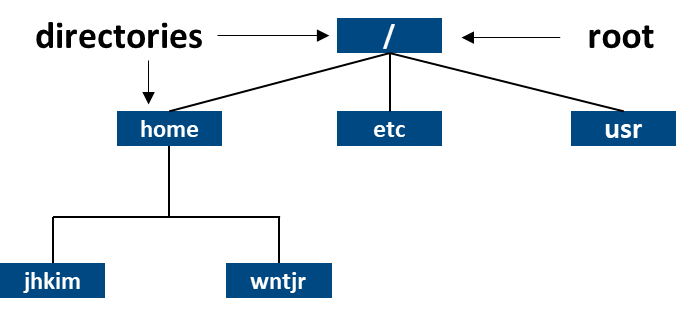 directories
/
root
home
etc
usr
jhkim
wntjr